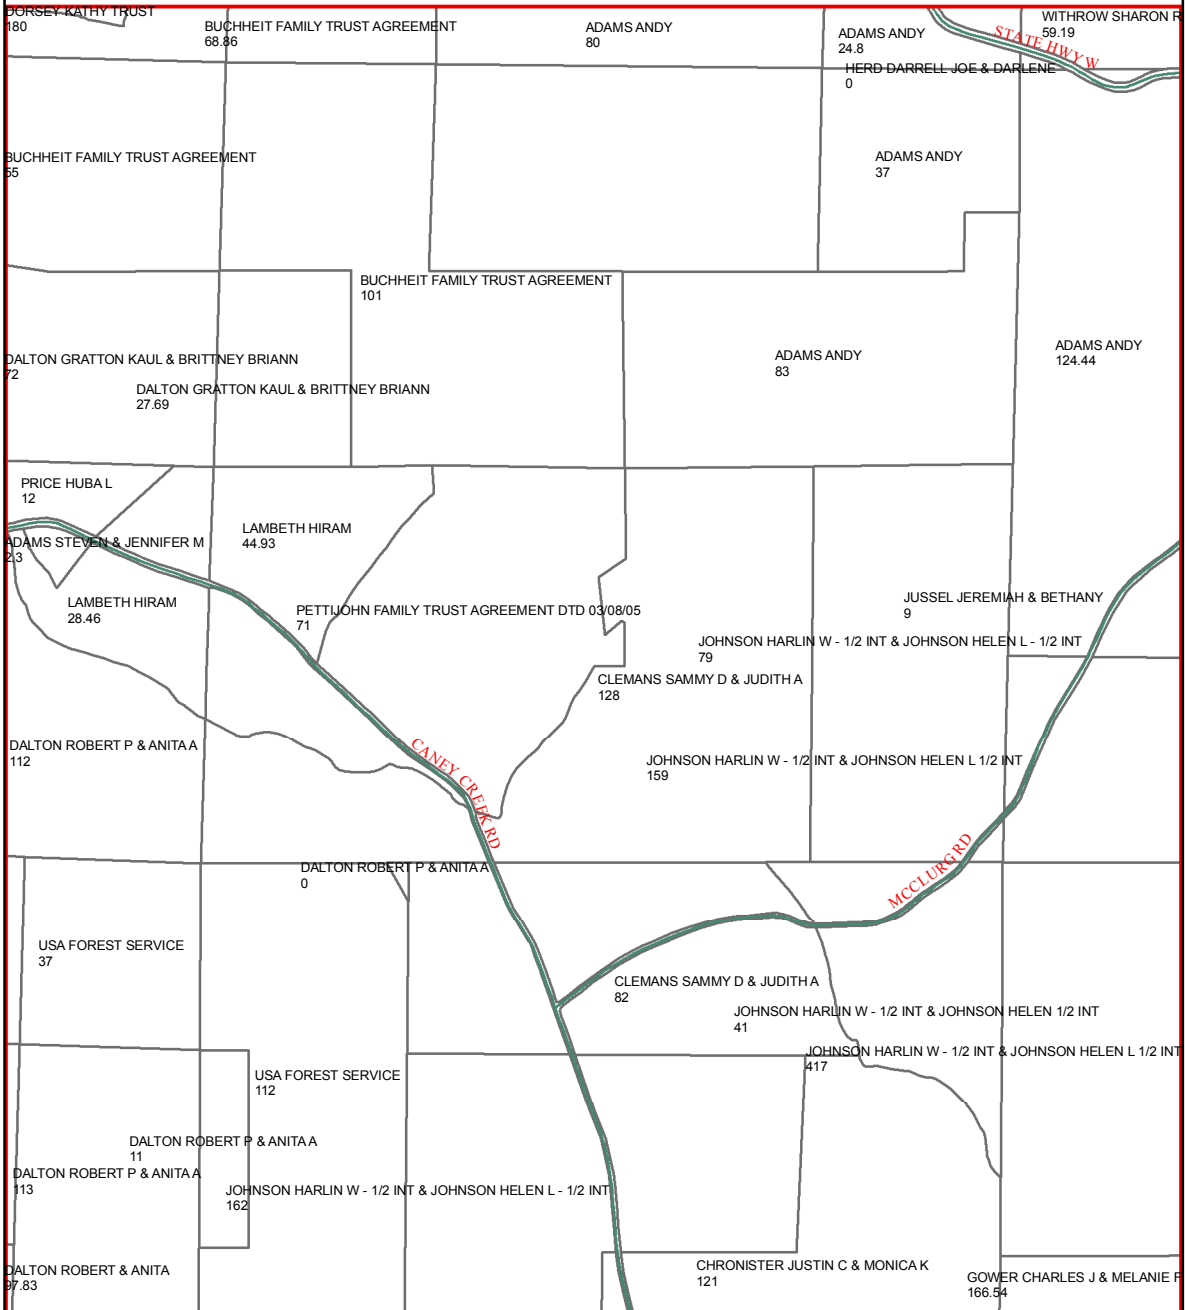 DORSEY KATHY TRUST
180
BUCHHEIT FAMILY TRUST AGREEMENT
68.86
ADAMS ANDY
80
ADAMS ANDY
24.8
WITHROW SHARON R
59.19
STATE HWY W
HERD DARRELL JOE & DARLENE
0
BUCHHEIT FAMILY TRUST AGREEMENT
55
ADAMS ANDY
37
BUCHHEIT FAMILY TRUST AGREEMENT
101
DALTON GRATTON KAUL & BRITTNEY BRIANN
72
DALTON GRATTON KAUL & BRITTNEY BRIANN
27.69
ADAMS ANDY
83
ADAMS ANDY
124.44
PRICE HUBA L
12
LAMBETH HIRAM
44.93
ADAMS STEVEN & JENNIFER M
2.3
LAMBETH HIRAM
28.46
PETTIJOHN FAMILY TRUST AGREEMENT DTD 03/08/05
71
JUSSEL JEREMIAH & BETHANY
9
JOHNSON HARLIN W - 1/2 INT & JOHNSON HELEN L - 1/2 INT
79
CLEMANS SAMMY D & JUDITH A
128
DALTON ROBERT P & ANITA A
112
CANEY CREEK RD
JOHNSON HARLIN W - 1/2 INT & JOHNSON HELEN L 1/2 INT
159
MCCLURG RD
DALTON ROBERT P & ANITA A
0
USA FOREST SERVICE
37
CLEMANS SAMMY D & JUDITH A
82
JOHNSON HARLIN W - 1/2 INT & JOHNSON HELEN 1/2 INT
41
JOHNSON HARLIN W - 1/2 INT & JOHNSON HELEN L 1/2 INT
417
USA FOREST SERVICE
112
DALTON ROBERT P & ANITA A
11
DALTON ROBERT P & ANITA A
113
JOHNSON HARLIN W - 1/2 INT & JOHNSON HELEN L - 1/2 INT
162
DALTON ROBERT & ANITA
97.83
CHRONISTER JUSTIN C & MONICA K
121
GOWER CHARLES J & MELANIE F
166.54